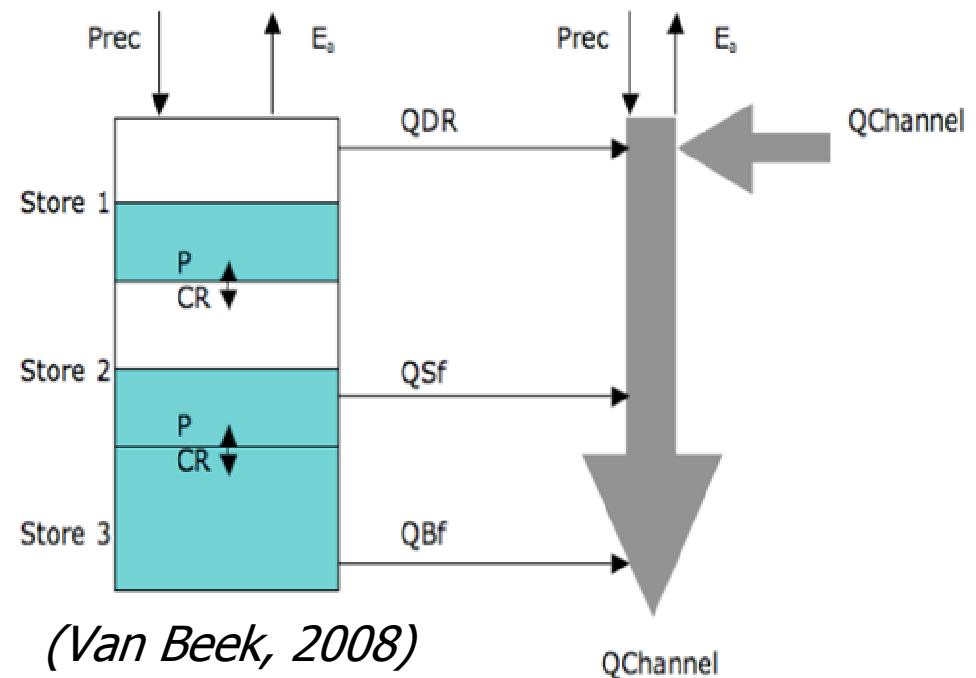 Prec
Eₐ
Prec
Eₐ
QDR
QChannel
Store 1
P
CR
Store 2
QSf
P
CR
Store 3
QBf
(Van Beek, 2008)
QChannel